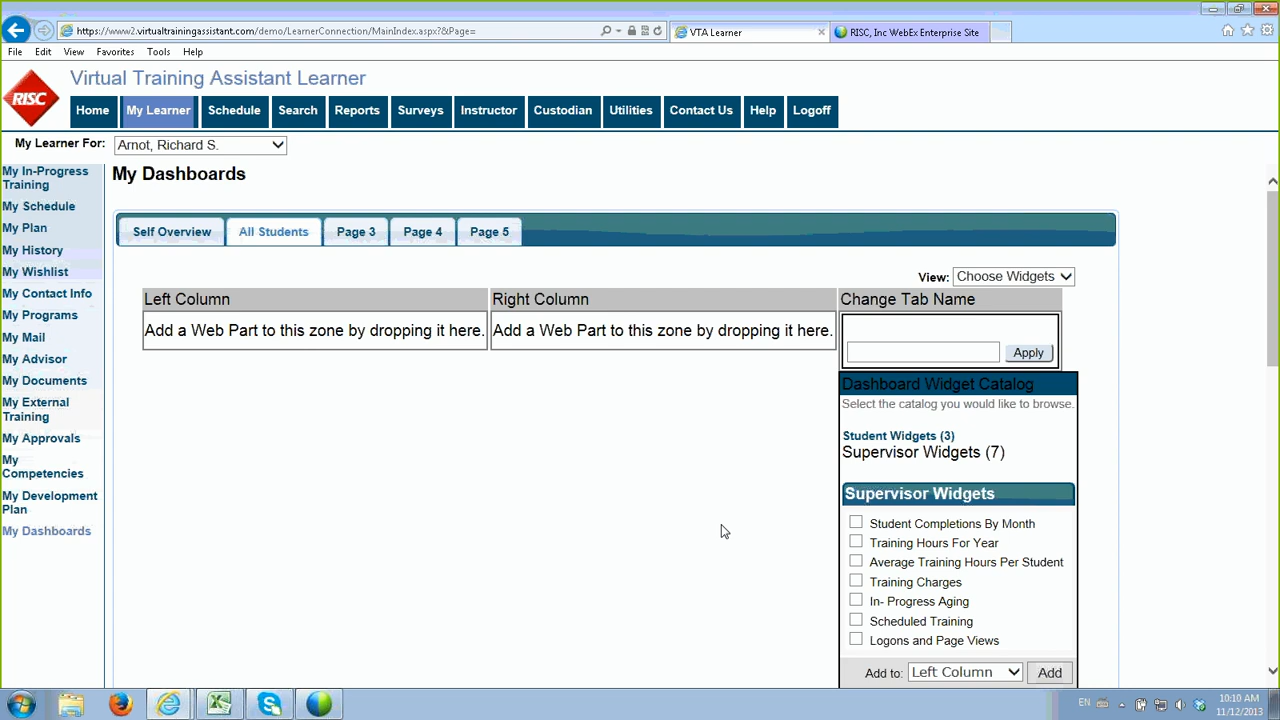 https://www2.virtualtrainingassistant.com/demo/LearnerConnection/MainIndex.aspx?&Page=
VTA Learner
RISC, Inc WebEx Enterprise Site
File Edit View Favorites Tools Help
RISC
Virtual Training Assistant Learner
Home My Learner Schedule Search Reports Surveys Instructor Custodian Utilities Contact Us Help Logoff
My Learner For: Arnot, Richard S.
My In-Progress
Training
My Schedule
My Plan
My History
My Wishlist
My Contact Info
My Programs
My Mail
My Advisor
My Documents
My External
Training
My Approvals
My
Competencies
My Development
Plan
My Dashboards
My Dashboards
Self Overview All Students Page 3 Page 4 Page 5
View: Choose Widgets
Left Column Right Column Change Tab Name
Add a Web Part to this zone by dropping it here. Add a Web Part to this zone by dropping it here.
Apply
Dashboard Widget Catalog
Select the catalog you would like to browse.
Student Widgets (3)
Supervisor Widgets (7)
Supervisor Widgets
Student Completions By Month
Training Hours For Year
Average Training Hours Per Student
Training Charges
In- Progress Aging
Scheduled Training
Logons and Page Views
Add to: Left Column Add
EN
10:10 AM
11/12/2013